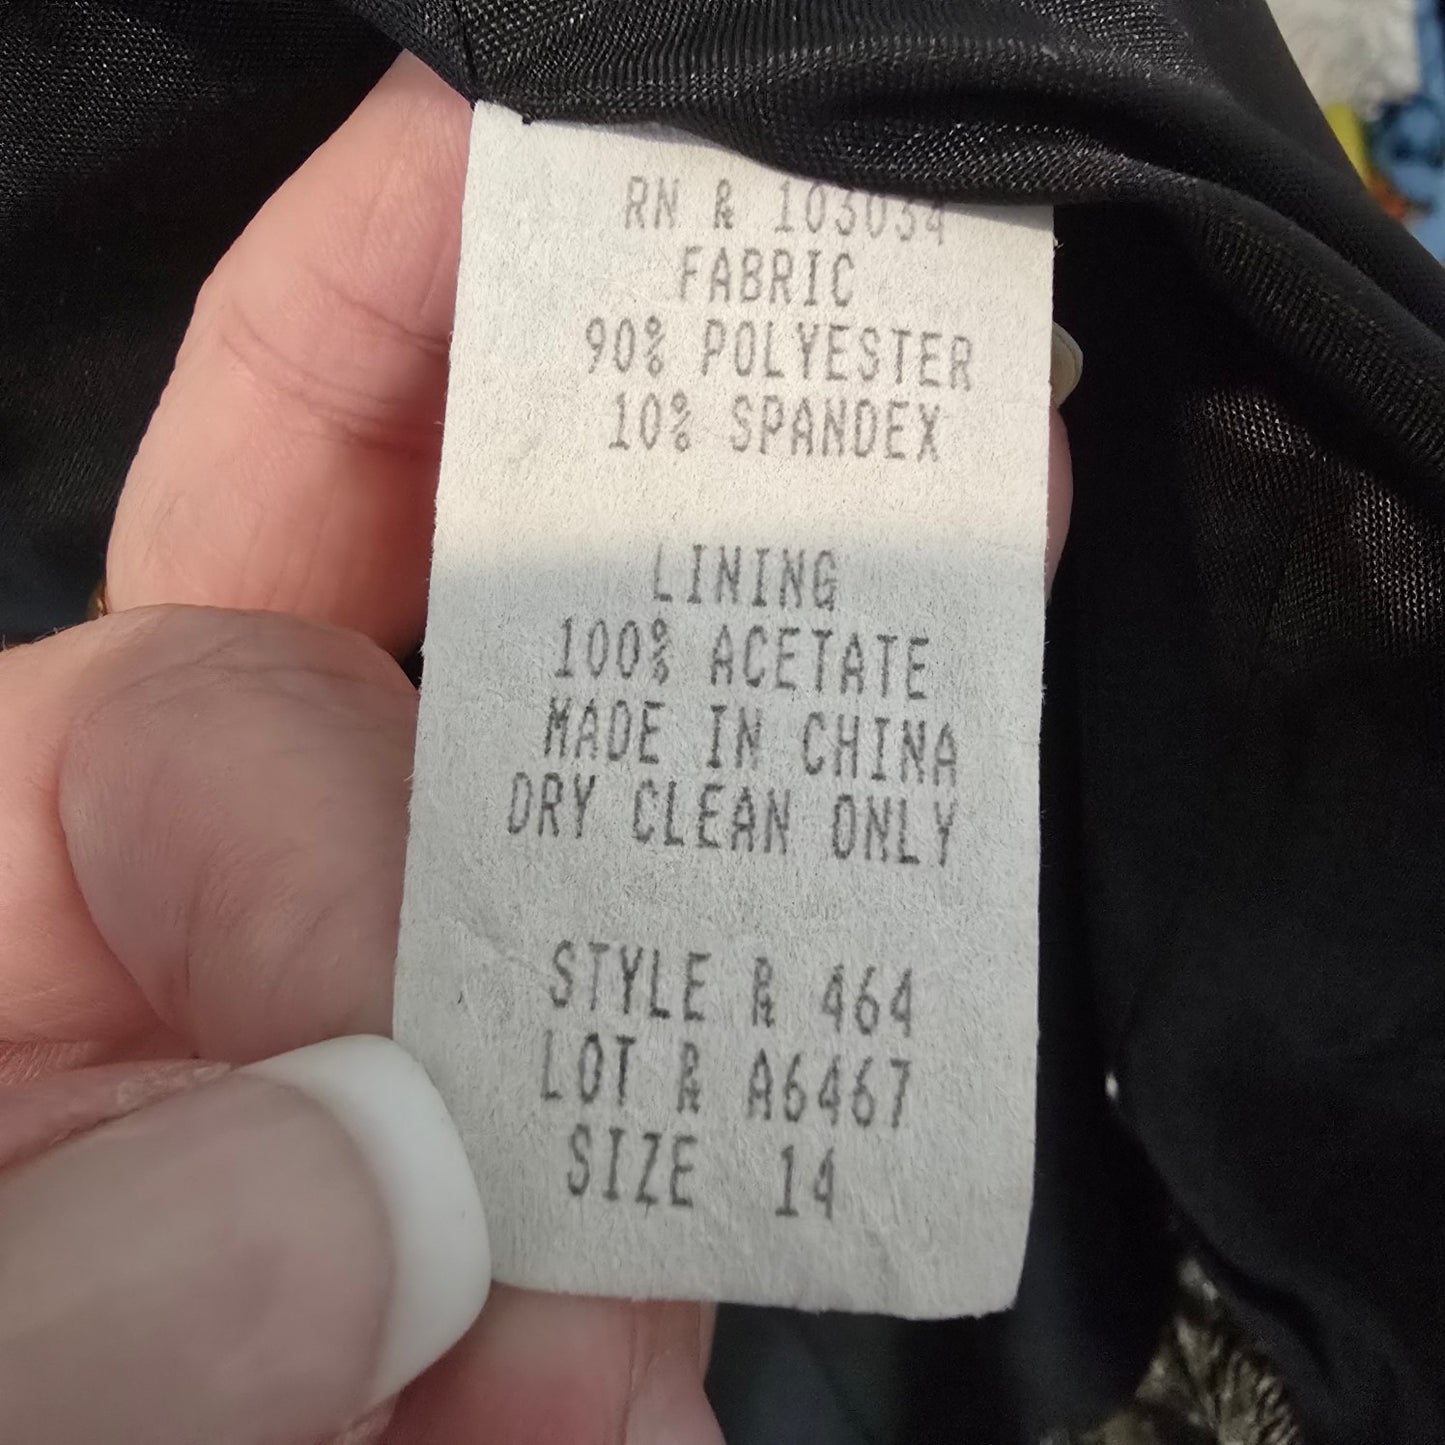 RN & 103034
FABRIC
90% POLYESTER
10% SPANDEX
LINING
100% ACETATE
MADE IN CHINA
DRY CLEAN ONLY
STYLE & 464
LOT & A6467
SIZE 14